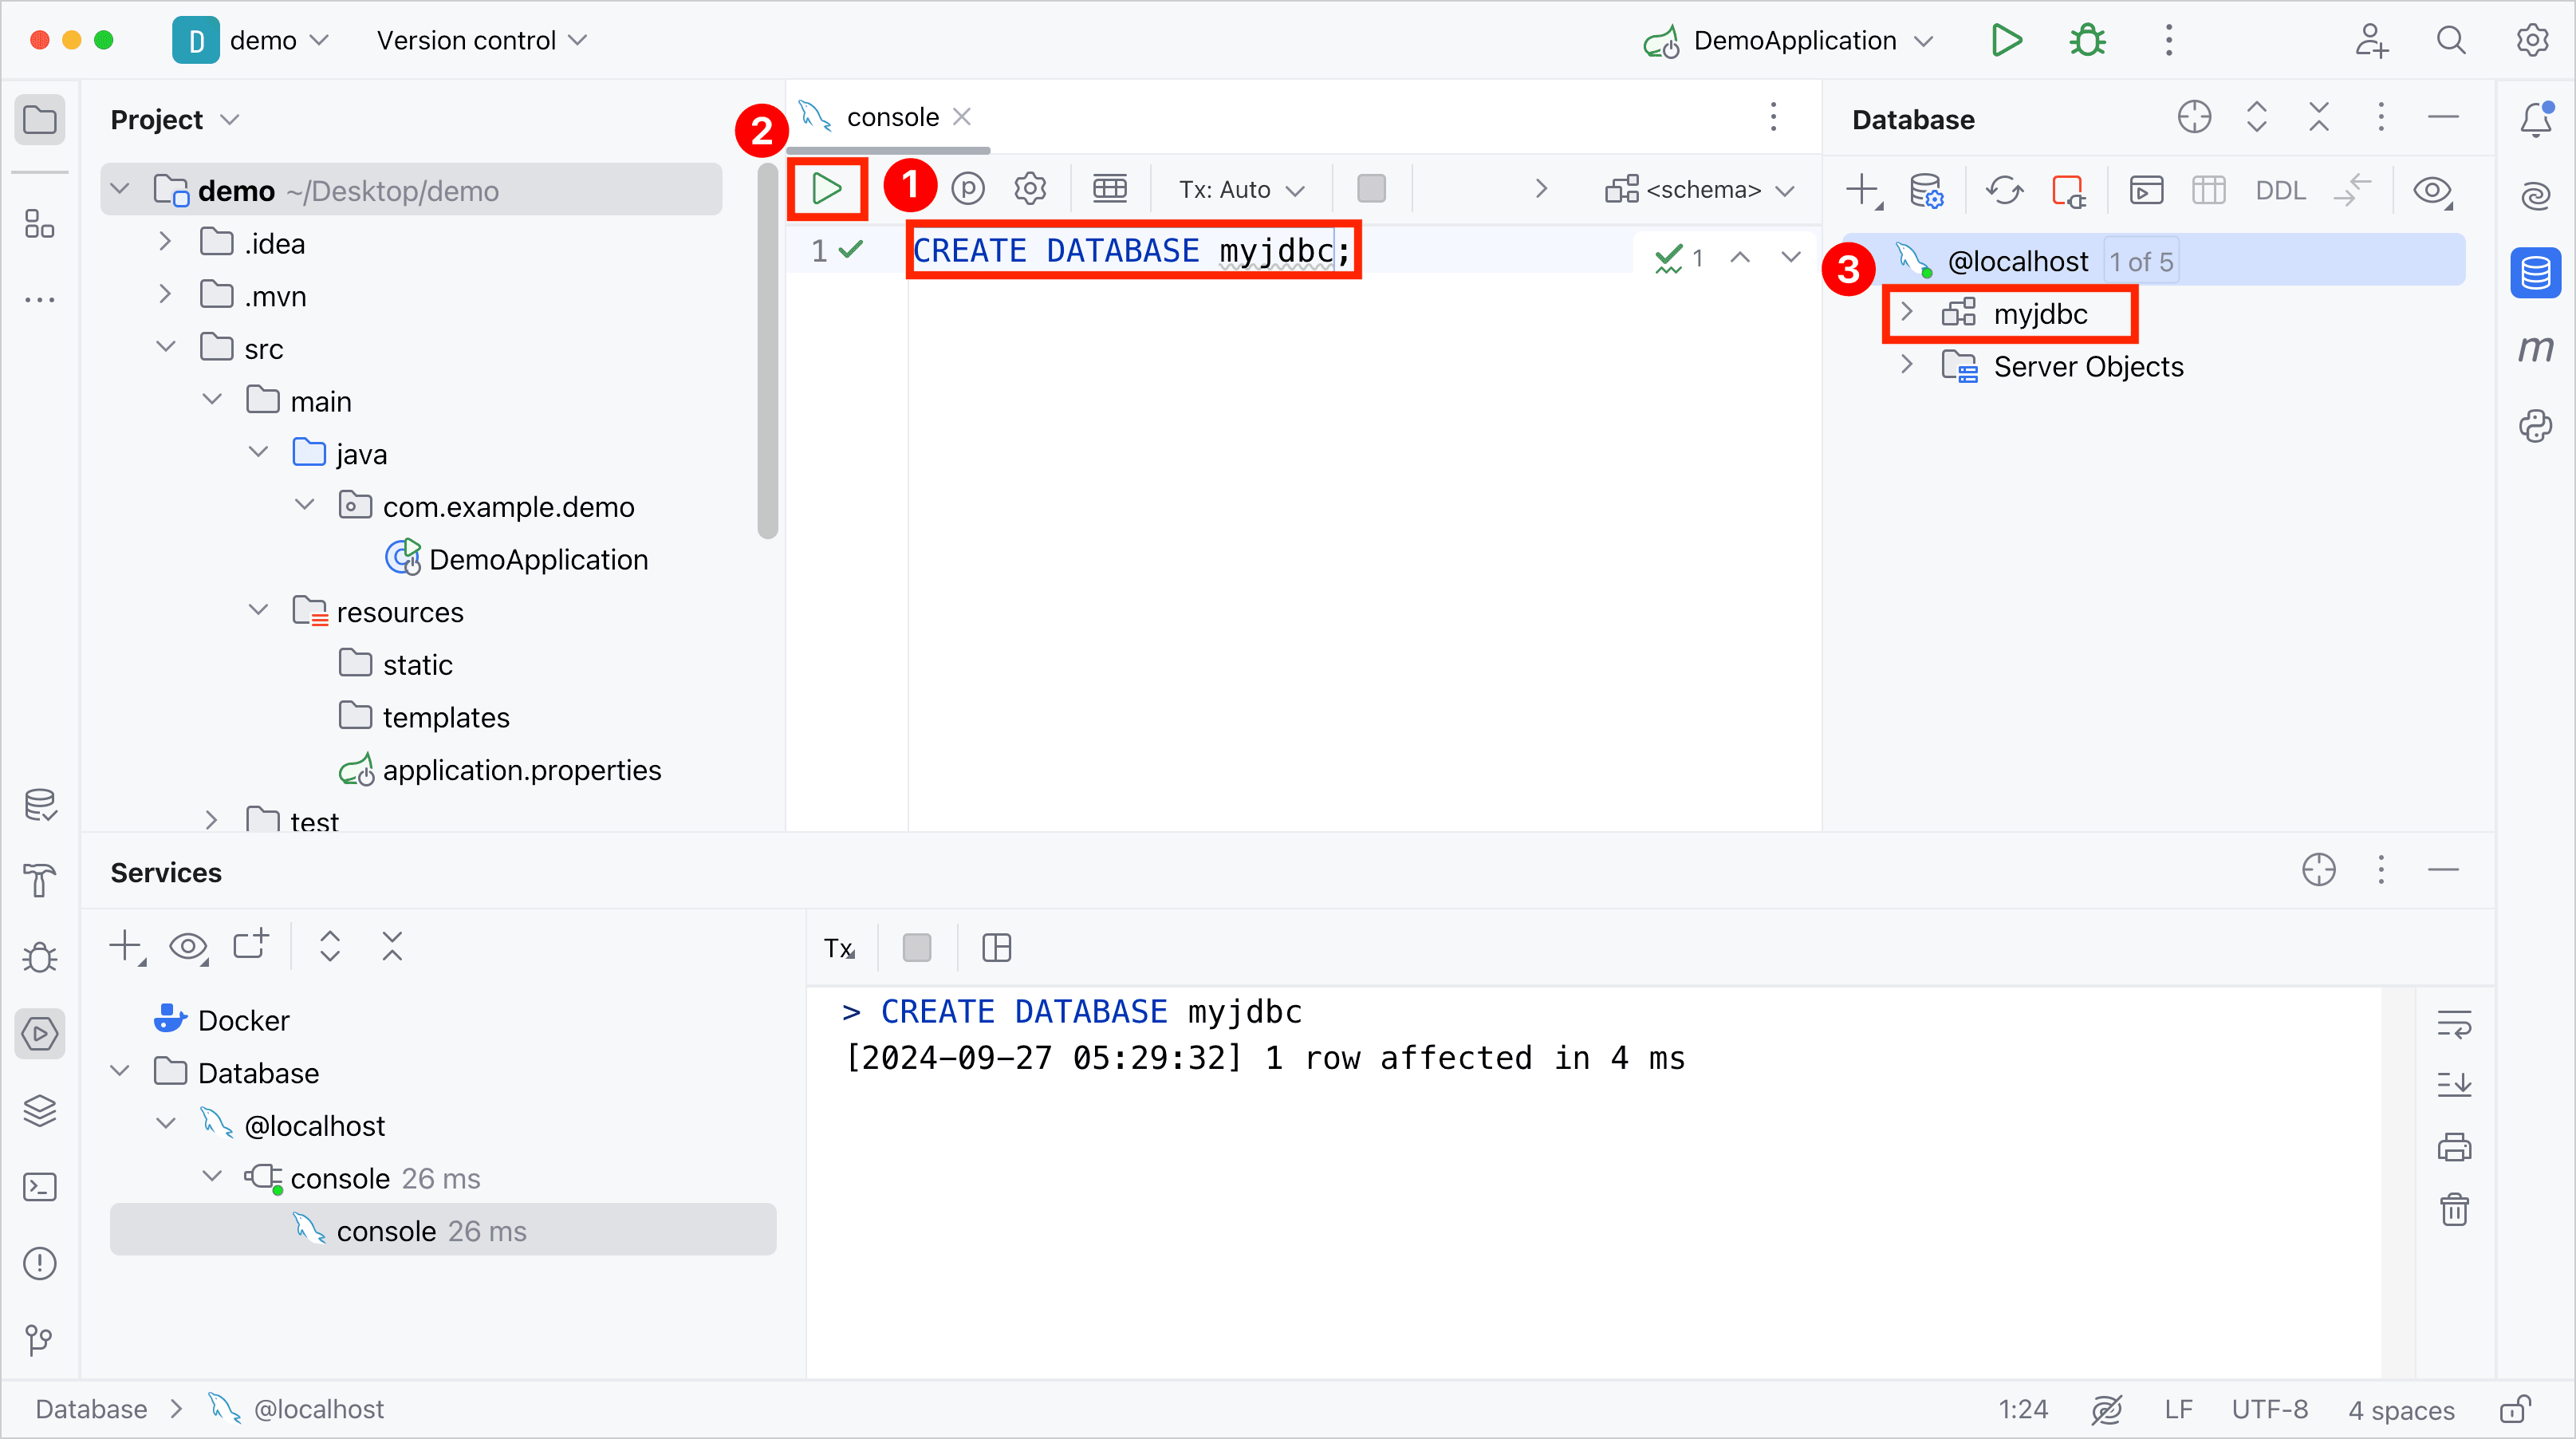 D demo Version control DemoApplication
Project
demo ~/Desktop/demo
.idea
.mvn
src
main
java
com.example.demo
DemoApplication
resources
static
templates
application.properties
test
2
console
1
Tx: Auto
<schema>
1 CREATE DATABASE myjdbc;
1
Database
DDL
3
@localhost 1 of 5
myjdbc
Server Objects
m
Services
Docker
Database
@localhost
console 26 ms
console 26 ms
Tx
> CREATE DATABASE myjdbc
[2024-09-27 05:29:32] 1 row affected in 4 ms
Database > @localhost
1:24 LF UTF-8 4 spaces